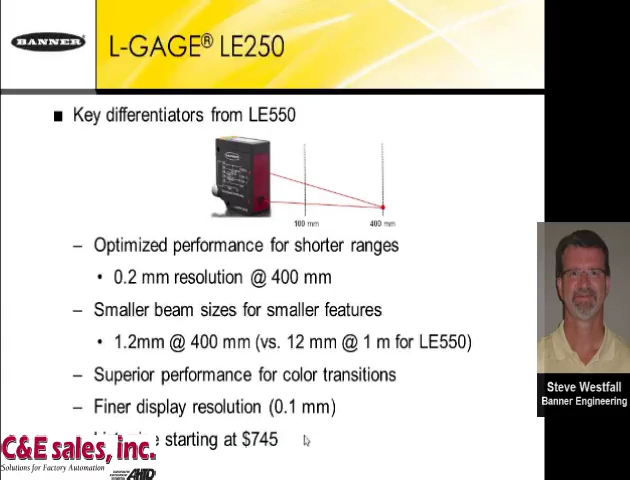 BANNER
L-GAGE® LE250
■ Key differentiators from LE550
BANNER
100 mm
400 mm
– Optimized performance for shorter ranges
• 0.2 mm resolution @ 400 mm
– Smaller beam sizes for smaller features
• 1.2mm @ 400 mm (vs. 12 mm @ 1 m for LE550)
– Superior performance for color transitions
– Finer display resolution (0.1 mm)
starting at $745
Steve Westfall
Banner Engineering
C&E sales, inc.
Solutions for Factory Automation
AHTD